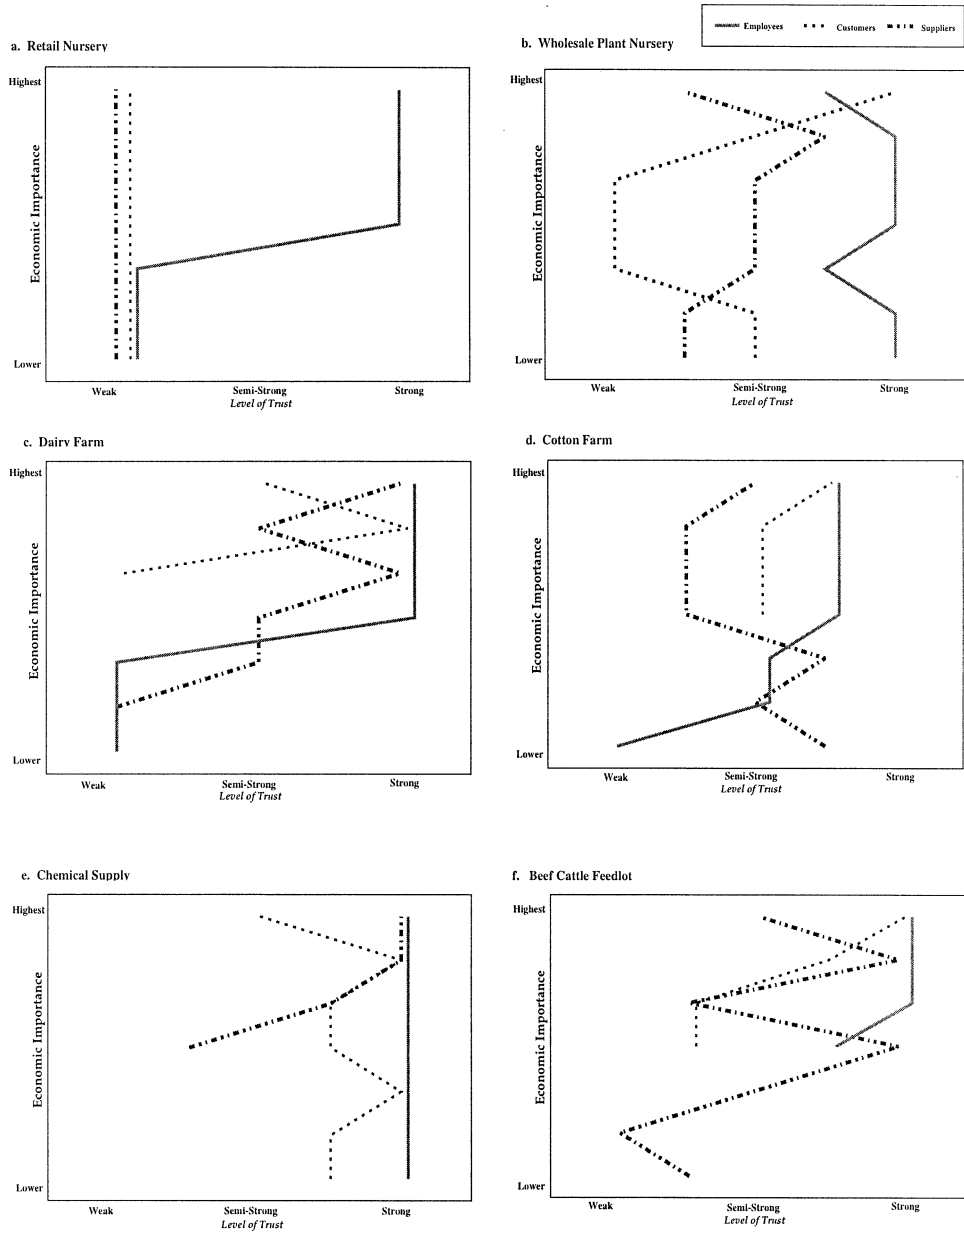 Employees Customers Suppliers
a. Retail Nursery
Highest
Economic Importance
Lower
Weak Semi-Strong Strong
Level of Trust
b. Wholesale Plant Nursery
Highest
Economic Importance
Lower
Weak Semi-Strong Strong
Level of Trust
c. Dairy Farm
Highest
Economic Importance
Lower
Weak Semi-Strong Strong
Level of Trust
d. Cotton Farm
Highest
Economic Importance
Lower
Weak Semi-Strong Strong
Level of Trust
e. Chemical Supply
Highest
Economic Importance
Lower
Weak Semi-Strong Strong
Level of Trust
f. Beef Cattle Feedlot
Highest
Economic Importance
Lower
Weak Semi-Strong Strong
Level of Trust